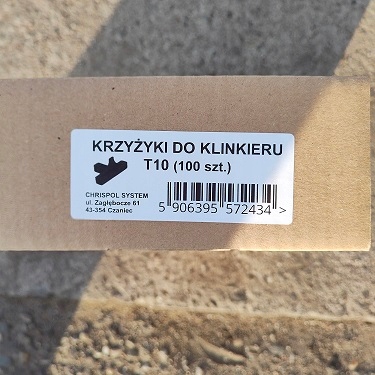 KRZYŻYKI DO KLINKIERU
T10 (100 szt.)
CHRISPOL SYSTEM
ul. Zagłębocze 61
43-354 Czaniec
5 906395 572434 >